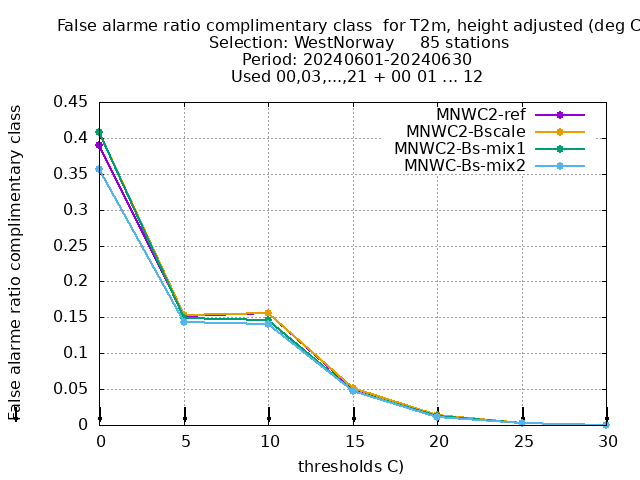 False alarme ratio complimentary class for T2m, height adjusted (deg C
Selection: WestNorway 85 stations
Period: 20240601-20240630
Used 00,03,...,21 + 00 01 ... 12
False alarme ratio complimentary class
0.45
0.4
0.35
0.3
0.25
0.2
0.15
0.1
0.05
0
MNWC2-ref
MNWC2-Bscale
MNWC2-Bs-mix1
MNWC-Bs-mix2
0 5 10 15 20 25 30
thresholds C)